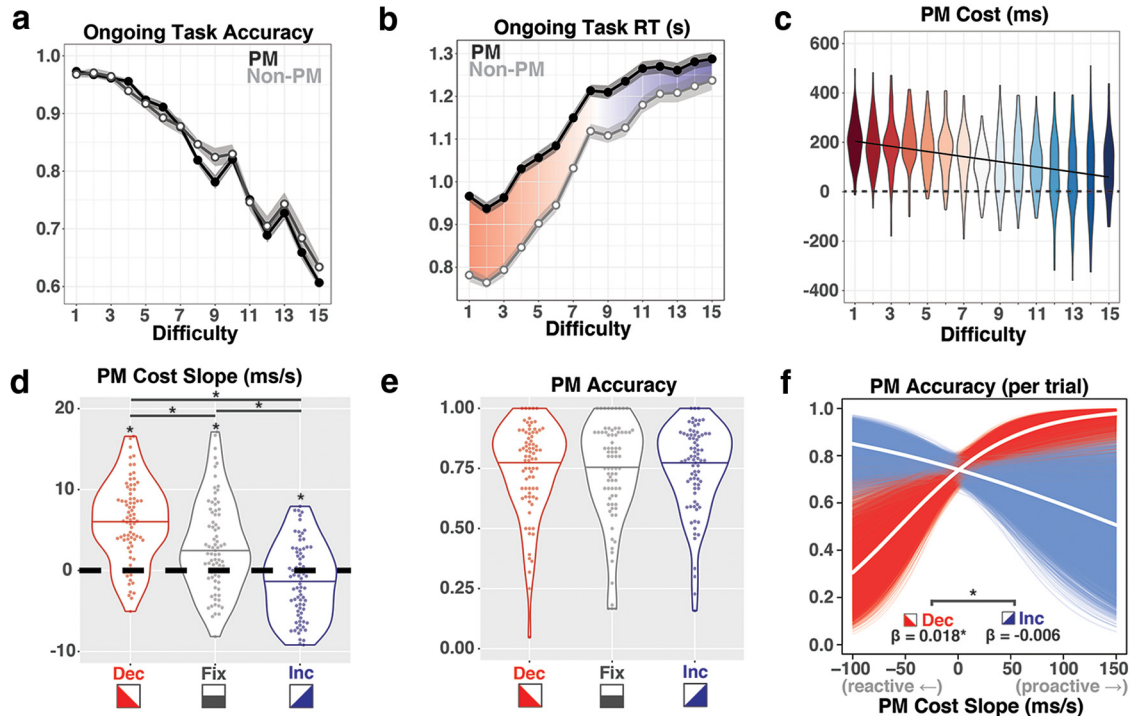 a
Ongoing Task Accuracy
PM
Non-PM
1.0
0.9
0.8
0.7
0.6
1 3 5 7 9 11 13 15
Difficulty
b
Ongoing Task RT (s)
PM
Non-PM
1.3
1.2
1.1
1.0
0.9
0.8
1 3 5 7 9 11 13 15
Difficulty
c
PM Cost (ms)
600
400
200
0
-200
-400
1 3 5 7 9 11 13 15
Difficulty
d
PM Cost Slope (ms/s)
* 
* *
* * *
20
10
0
-10
Dec Fix Inc
e
PM Accuracy
1.00
0.75
0.50
0.25
0.00
Dec Fix Inc
f
PM Accuracy (per trial)
1.0
0.8
0.6
0.4
0.2
0.0
*
Dec Inc
β = 0.018* β = -0.006
-100 -50 0 50 100 150
(reactive ←) (proactive →)
PM Cost Slope (ms/s)